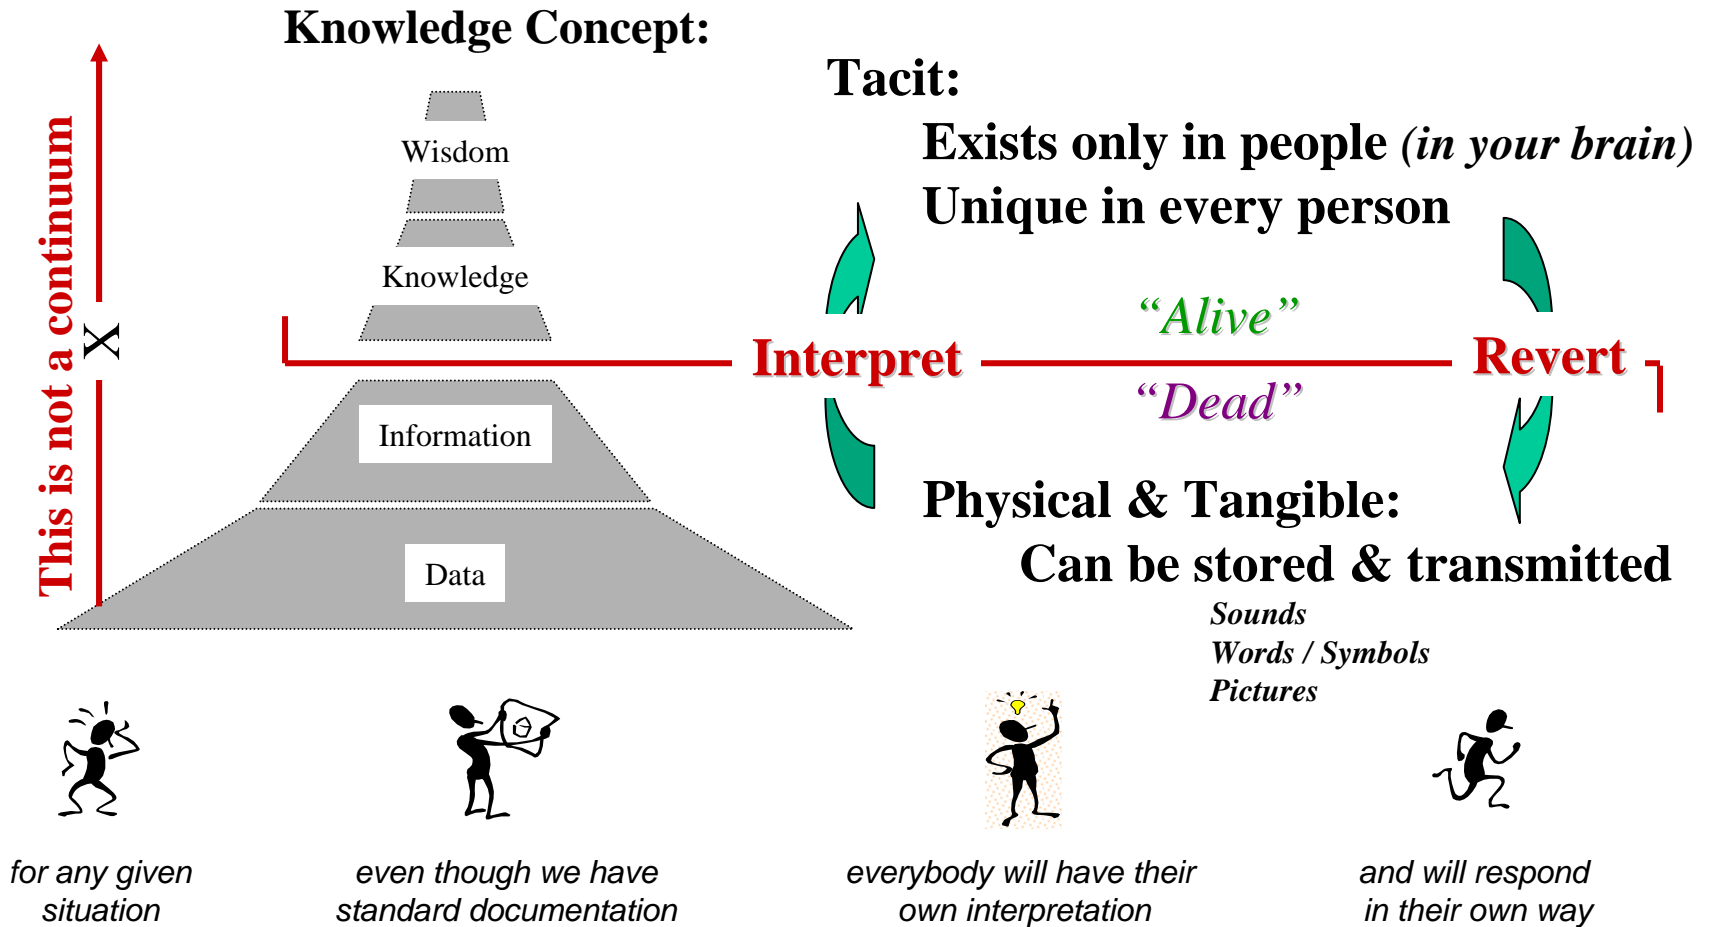 Knowledge Concept:
This is not a continuum
X
Wisdom
Knowledge
Information
Data
Tacit:
Exists only in people (in your brain)
Unique in every person
“Alive”
Interpret
Revert
“Dead”
Physical & Tangible:
Can be stored & transmitted
Sounds
Words / Symbols
Pictures
for any given
situation
even though we have
standard documentation
everybody will have their
own interpretation
and will respond
in their own way